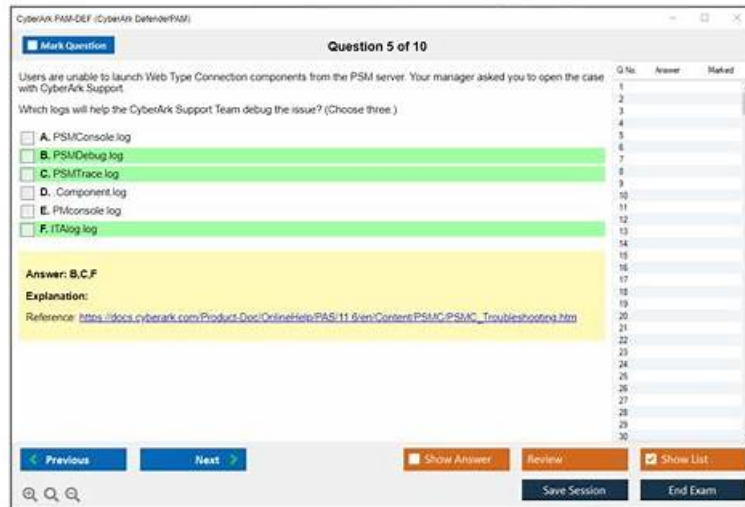 CyberArk PAM-DEF (CyberArk DefenderPAM)
Mark Question
Question 5 of 10
Users are unable to launch Web Type Connection components from the PSM server. Your manager asked you to open the case
with CyberArk Support.
Which logs will help the CyberArk Support Team debug the issue? (Choose three.)
A. PSMConsole.log
B. PSMDebug.log
C. PSMTrace.log
D. .Component.log
E. PMconsole.log
F. ITAlog.log
Answer: B,C,F
Explanation:
Reference: https://docs.cyberark.com/Product-Doc/OnlineHelp/PAS/11.6/en/Content/PSMC/PSMC_Troubleshooting.htm
Q No. Answer Marked
1
2
3
4
5
6
7
8
9
10
11
12
13
14
15
16
17
18
19
20
21
22
23
24
25
26
27
28
29
30
Previous
Next
Show Answer
Review
Show List
Save Session
End Exam